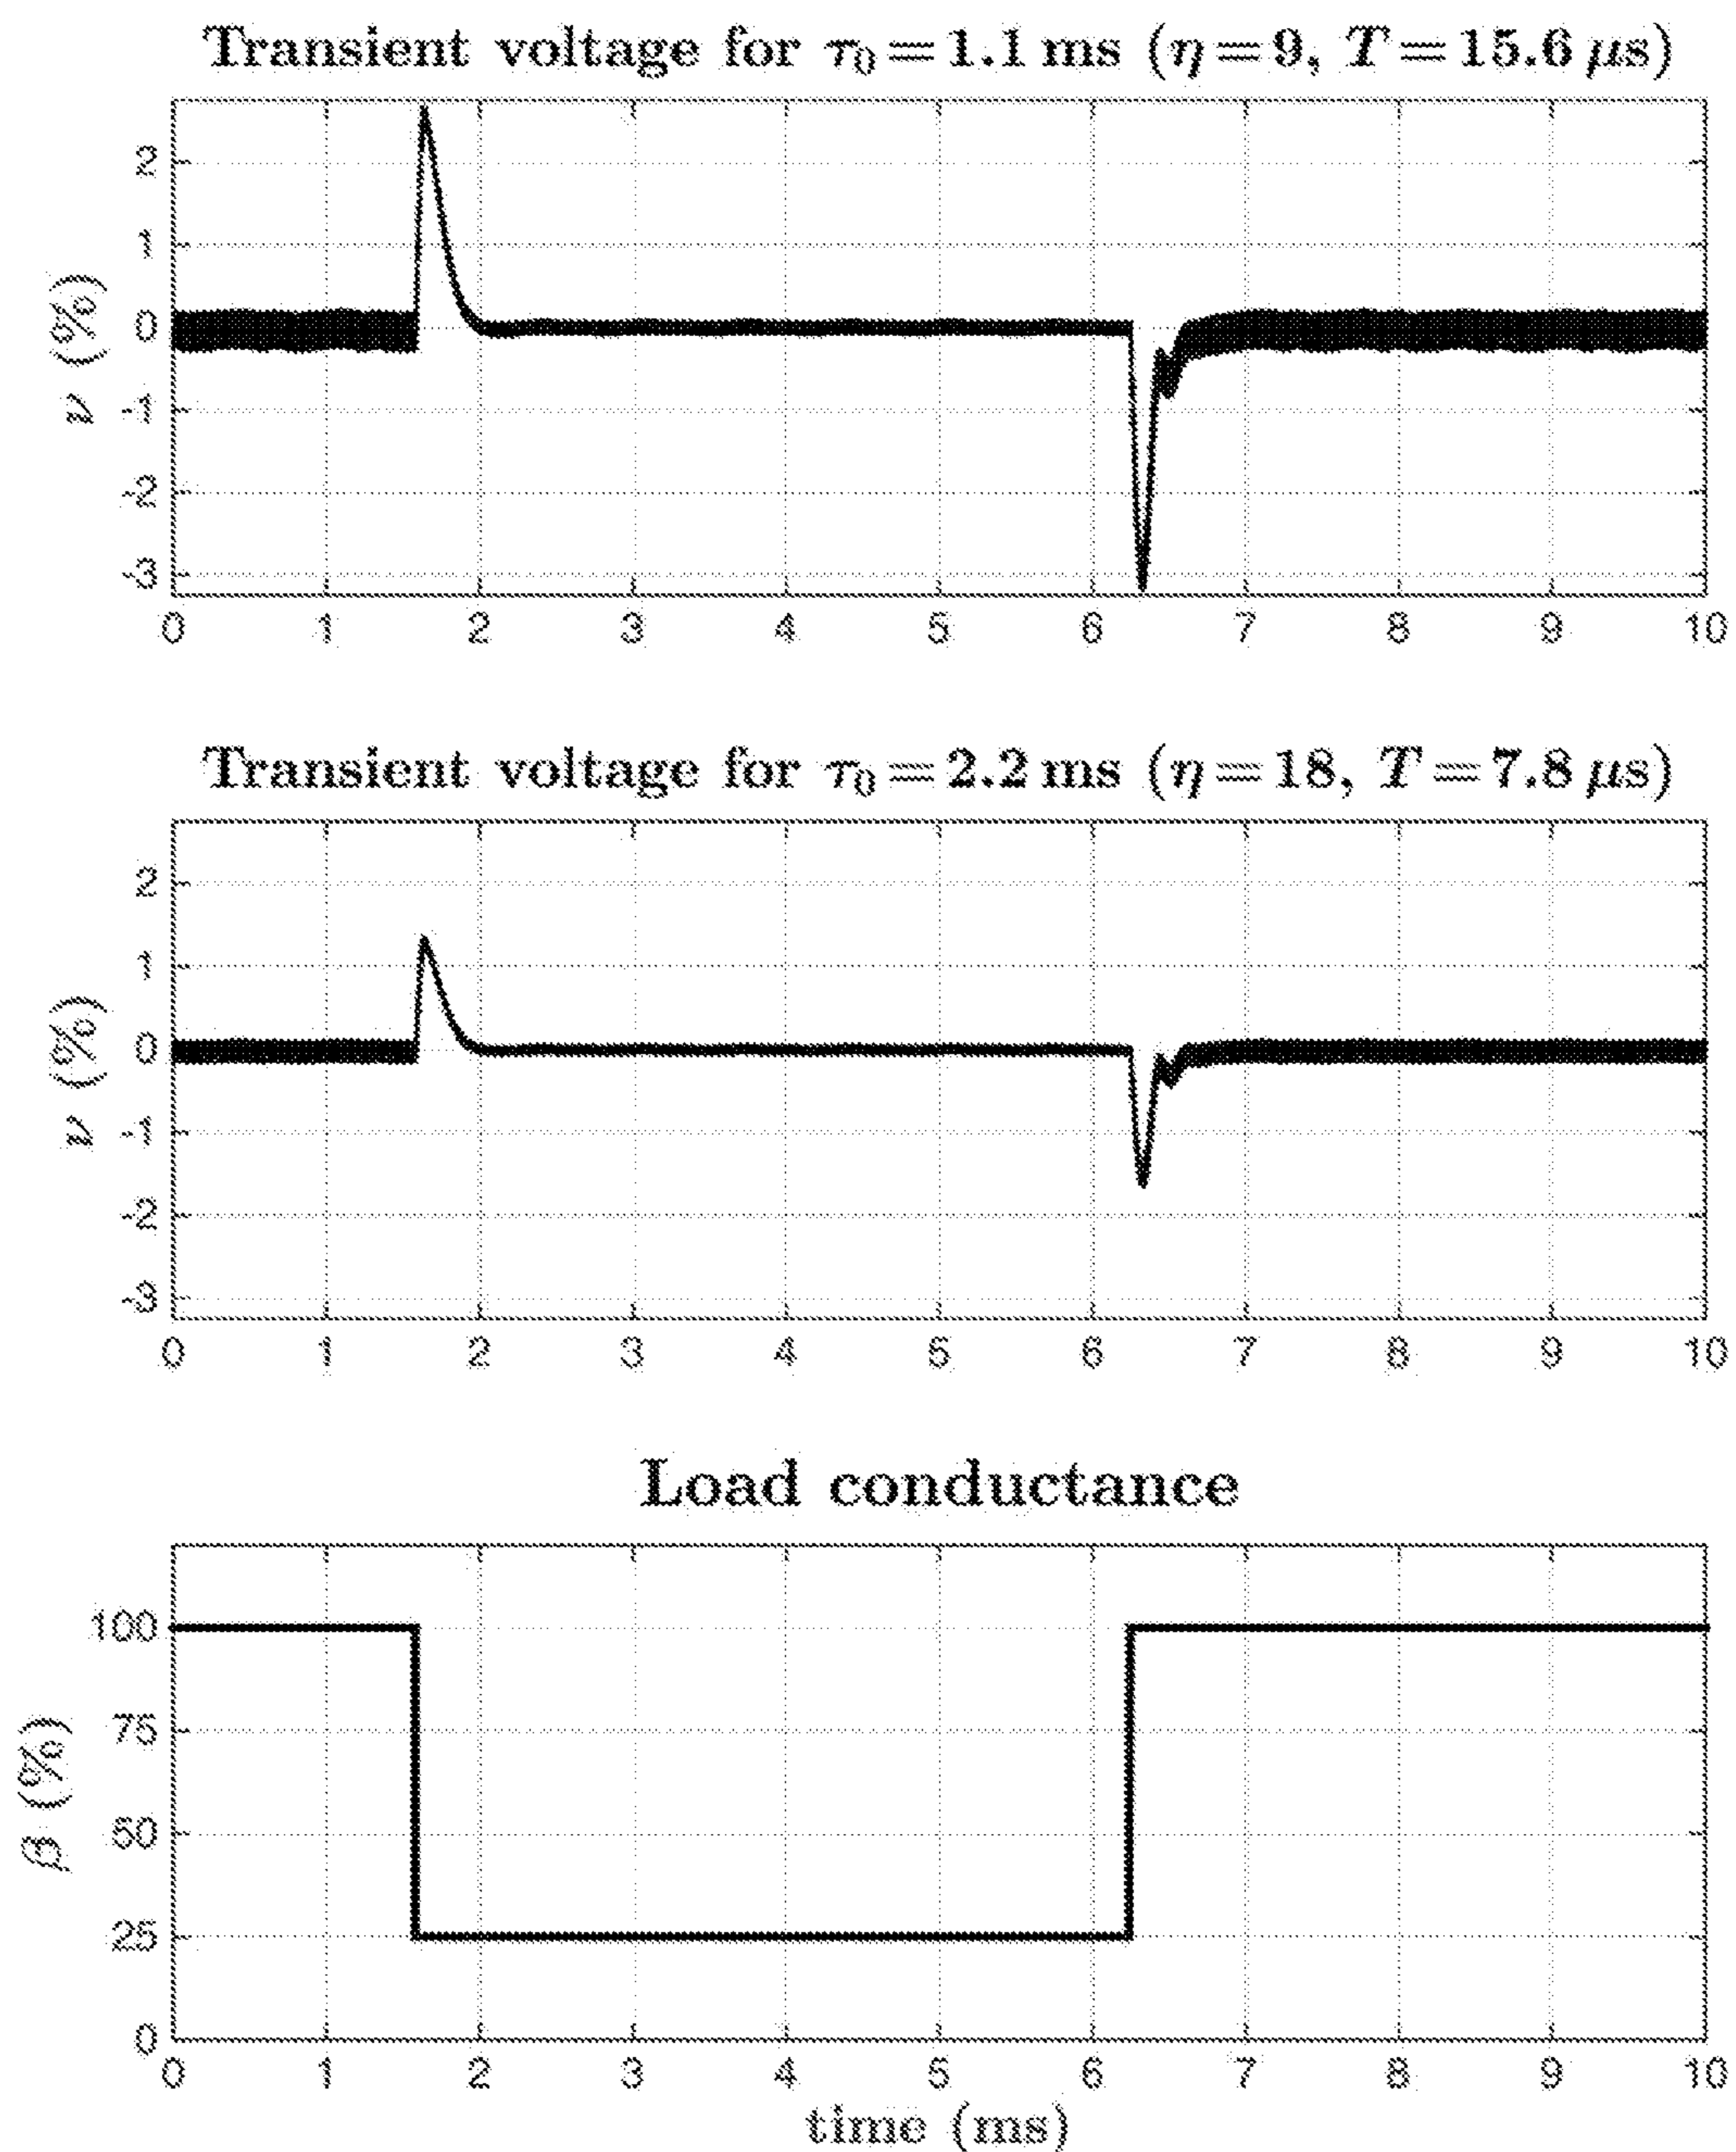 Transient voltage for τ₀ = 1.1 ms (η = 9, T = 15.6 μs)
2
1
0
-1
-2
-3
ν (%)
0 1 2 3 4 5 6 7 8 9 10
Transient voltage for τ₀ = 2.2 ms (η = 18, T = 7.8 μs)
2
1
0
-1
-2
-3
ν (%)
0 1 2 3 4 5 6 7 8 9 10
Load conductance
100
75
50
25
0
β (%)
0 1 2 3 4 5 6 7 8 9 10
time (ms)